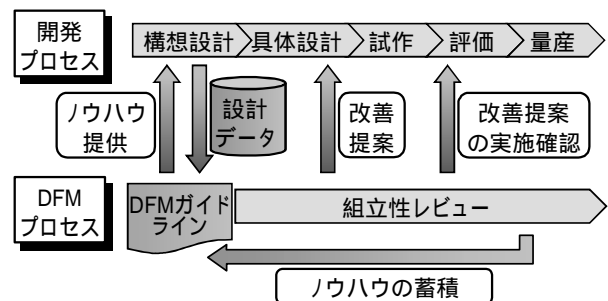 開発
プロセス
構想設計
具体設計
試作
評価
量産
ノウハウ
提供
設計
データ
改善
提案
改善提案
の実施確認
DFM
プロセス
DFMガイド
ライン
組立性レビュー
ノウハウの蓄積